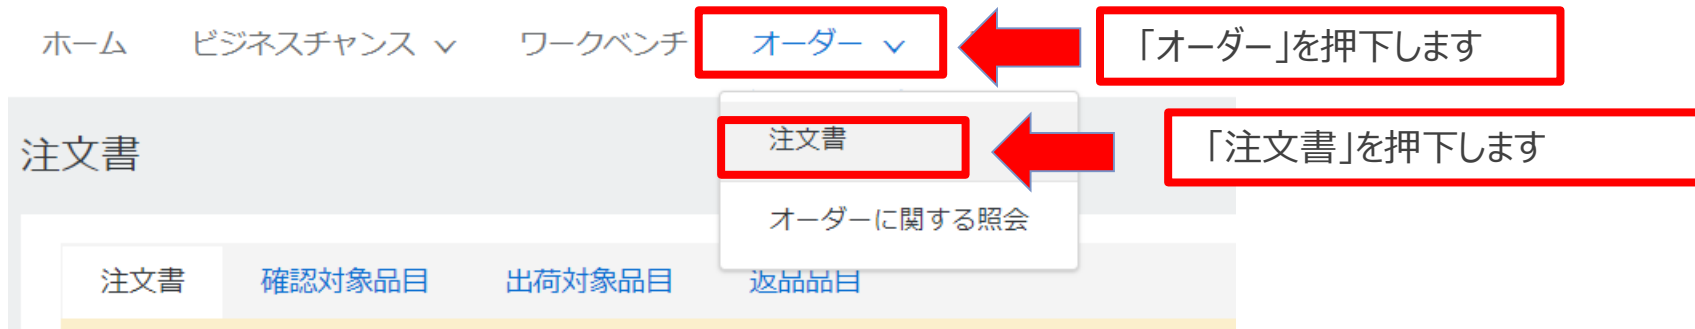 ホーム ビジネスチャンス ワークベンチ オーダー 「オーダー」を押下します
注文書 「注文書」を押下します
注文書
オーダーに関する照会
注文書 確認対象品目 出荷対象品目 返品品目